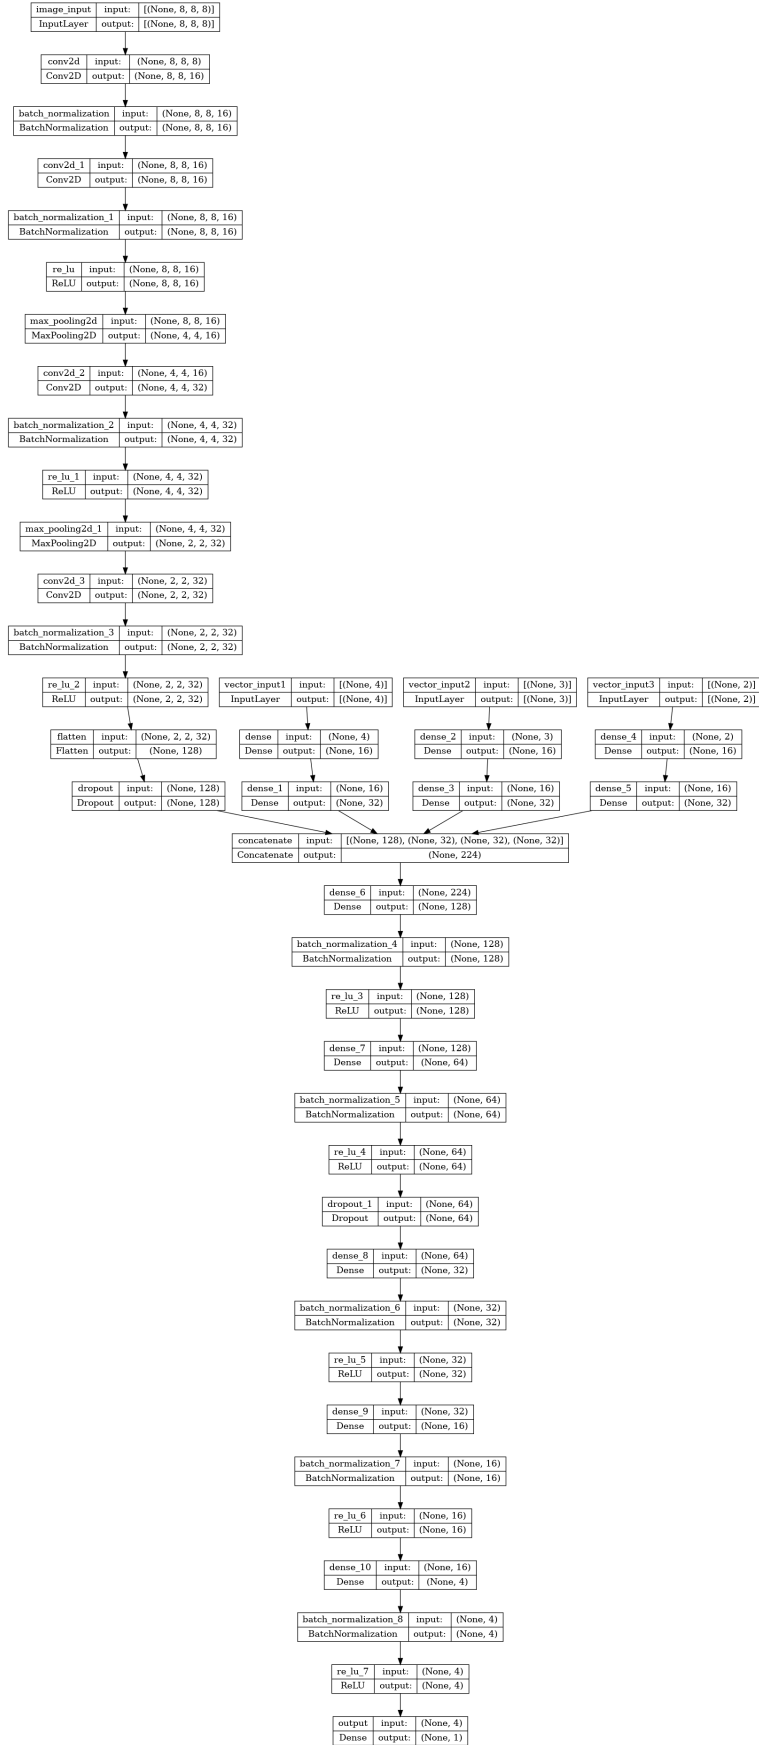 image_input input: [(None, 8, 8, 8)]
InputLayer output: [(None, 8, 8, 8)]
conv2d input: (None, 8, 8, 8)
Conv2D output: (None, 8, 8, 16)
batch_normalization input: (None, 8, 8, 16)
BatchNormalization output: (None, 8, 8, 16)
conv2d_1 input: (None, 8, 8, 16)
Conv2D output: (None, 8, 8, 16)
batch_normalization_1 input: (None, 8, 8, 16)
BatchNormalization output: (None, 8, 8, 16)
re_lu input: (None, 8, 8, 16)
ReLU output: (None, 8, 8, 16)
max_pooling2d input: (None, 8, 8, 16)
MaxPooling2D output: (None, 4, 4, 16)
conv2d_2 input: (None, 4, 4, 16)
Conv2D output: (None, 4, 4, 32)
batch_normalization_2 input: (None, 4, 4, 32)
BatchNormalization output: (None, 4, 4, 32)
re_lu_1 input: (None, 4, 4, 32)
ReLU output: (None, 4, 4, 32)
max_pooling2d_1 input: (None, 4, 4, 32)
MaxPooling2D output: (None, 2, 2, 32)
conv2d_3 input: (None, 2, 2, 32)
Conv2D output: (None, 2, 2, 32)
batch_normalization_3 input: (None, 2, 2, 32)
BatchNormalization output: (None, 2, 2, 32)
re_lu_2 input: (None, 2, 2, 32) vector_input1 input: [(None, 4)] vector_input2 input: [(None, 3)] vector_input3 input: [(None, 2)]
ReLU output: (None, 2, 2, 32) InputLayer output: [(None, 4)] InputLayer output: [(None, 3)] InputLayer output: [(None, 2)]
flatten input: (None, 2, 2, 32) dense input: (None, 4) dense_2 input: (None, 3) dense_4 input: (None, 2)
Flatten output: (None, 128) Dense output: (None, 16) Dense output: (None, 16) Dense output: (None, 16)
dropout input: (None, 128) dense_1 input: (None, 16) dense_3 input: (None, 16) dense_5 input: (None, 16)
Dropout output: (None, 128) Dense output: (None, 32) Dense output: (None, 32) Dense output: (None, 32)
concatenate input: [(None, 128), (None, 32), (None, 32), (None, 32)]
Concatenate output: (None, 224)
dense_6 input: (None, 224)
Dense output: (None, 128)
batch_normalization_4 input: (None, 128)
BatchNormalization output: (None, 128)
re_lu_3 input: (None, 128)
ReLU output: (None, 128)
dense_7 input: (None, 128)
Dense output: (None, 64)
batch_normalization_5 input: (None, 64)
BatchNormalization output: (None, 64)
re_lu_4 input: (None, 64)
ReLU output: (None, 64)
dropout_1 input: (None, 64)
Dropout output: (None, 64)
dense_8 input: (None, 64)
Dense output: (None, 32)
batch_normalization_6 input: (None, 32)
BatchNormalization output: (None, 32)
re_lu_5 input: (None, 32)
ReLU output: (None, 32)
dense_9 input: (None, 32)
Dense output: (None, 16)
batch_normalization_7 input: (None, 16)
BatchNormalization output: (None, 16)
re_lu_6 input: (None, 16)
ReLU output: (None, 16)
dense_10 input: (None, 16)
Dense output: (None, 4)
batch_normalization_8 input: (None, 4)
BatchNormalization output: (None, 4)
re_lu_7 input: (None, 4)
ReLU output: (None, 4)
output input: (None, 4)
Dense output: (None, 1)